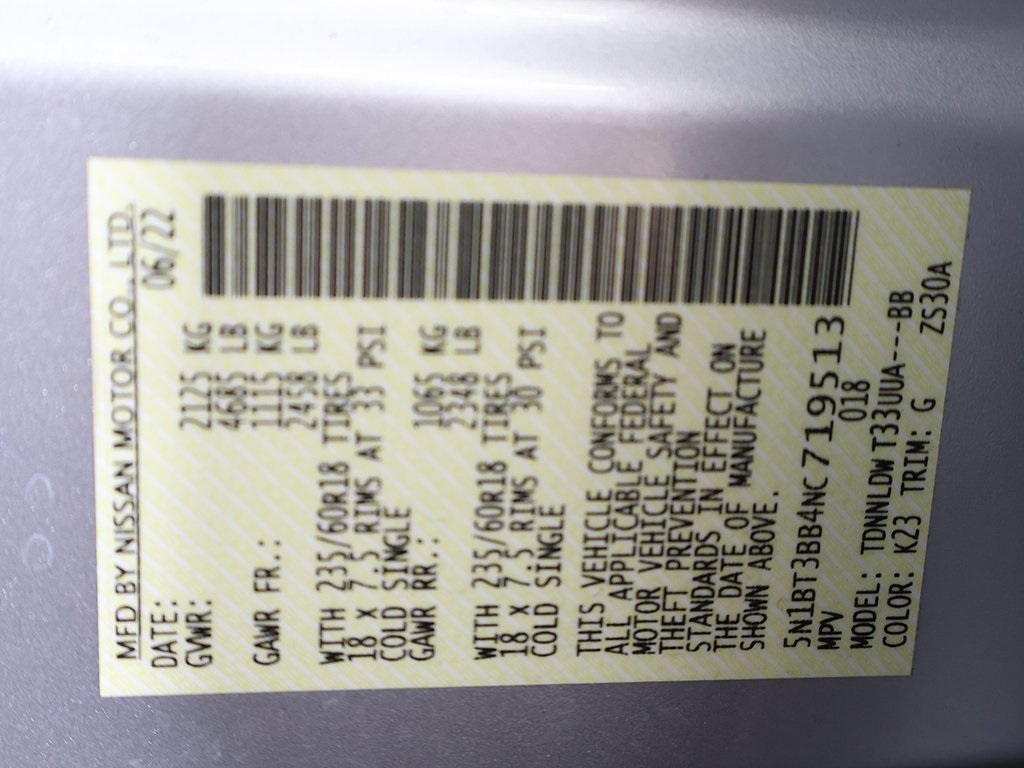 MFD BY NISSAN MOTOR CO., LTD.
DATE: 06/22
GVWR: 2125 KG
4685 LB
GAWR FR.: 1115 KG
2458 LB
WITH 235/60R18 TIRES
18 x 7.5 RIMS AT 33 PSI
COLD SINGLE
GAWR RR.: 1065 KG
2348 LB
WITH 235/60R18 TIRES
18 x 7.5 RIMS AT 30 PSI
COLD SINGLE
THIS VEHICLE CONFORMS TO
ALL APPLICABLE FEDERAL
MOTOR VEHICLE SAFETY AND
THEFT PREVENTION
STANDARDS IN EFFECT ON
THE DATE OF MANUFACTURE
SHOWN ABOVE.
5N1BT3BB4NC719513
MPV 018
MODEL: TDNNLDW T33UUA---BB
COLOR: K23 TRIM: G ZS30A